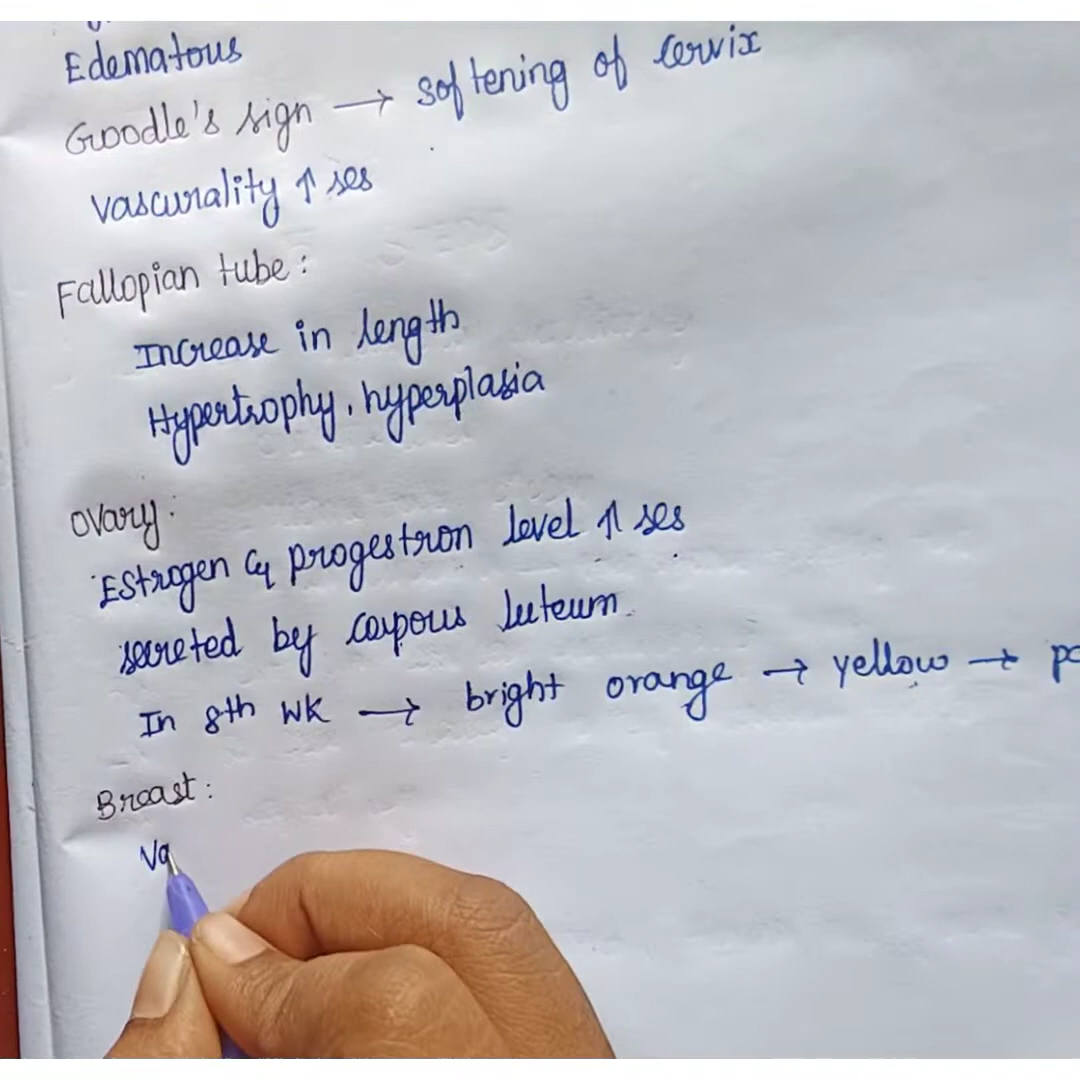 Edematous
Goodle's sign → softening of cervix
vascurality ↑ ses
Fallopian tube:
Increase in length
Hypertrophy, hyperplasia
Ovary:
Estrogen & progestron level ↑ ses
secreted by corpous luteum
In 8th wk → bright orange → yellow →
Breast:
Va